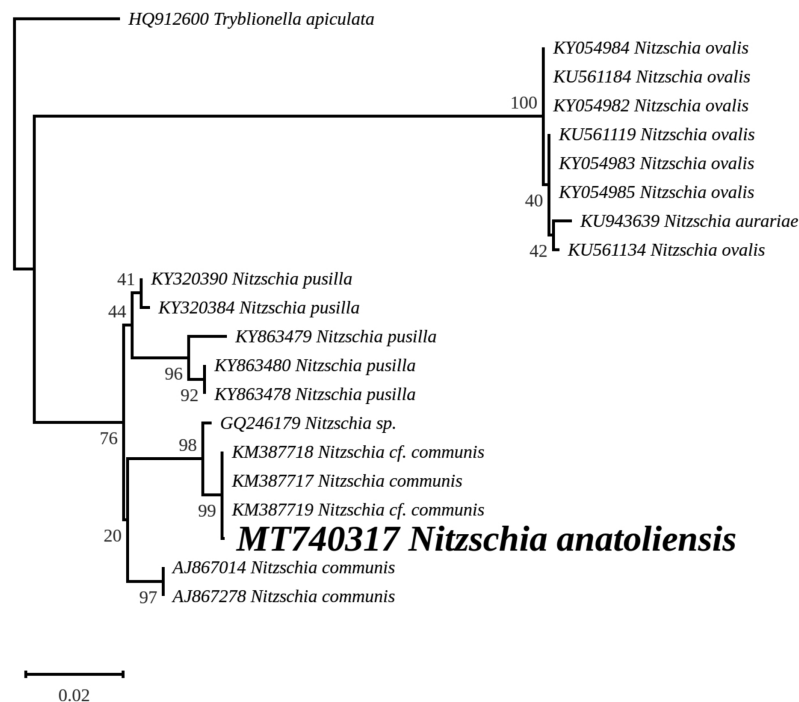 HQ912600 Tryblionella apiculata
KY054984 Nitzschia ovalis
KU561184 Nitzschia ovalis
100
KY054982 Nitzschia ovalis
KU561119 Nitzschia ovalis
KY054983 Nitzschia ovalis
KY054985 Nitzschia ovalis
40
KU943639 Nitzschia aurariae
42
KU561134 Nitzschia ovalis
41
KY320390 Nitzschia pusilla
44
KY320384 Nitzschia pusilla
KY863479 Nitzschia pusilla
KY863480 Nitzschia pusilla
96
92
KY863478 Nitzschia pusilla
GQ246179 Nitzschia sp.
76
98
KM387718 Nitzschia cf. communis
KM387717 Nitzschia communis
KM387719 Nitzschia cf. communis
99
20
MT740317 Nitzschia anatoliensis
AJ867014 Nitzschia communis
97
AJ867278 Nitzschia communis
0.02